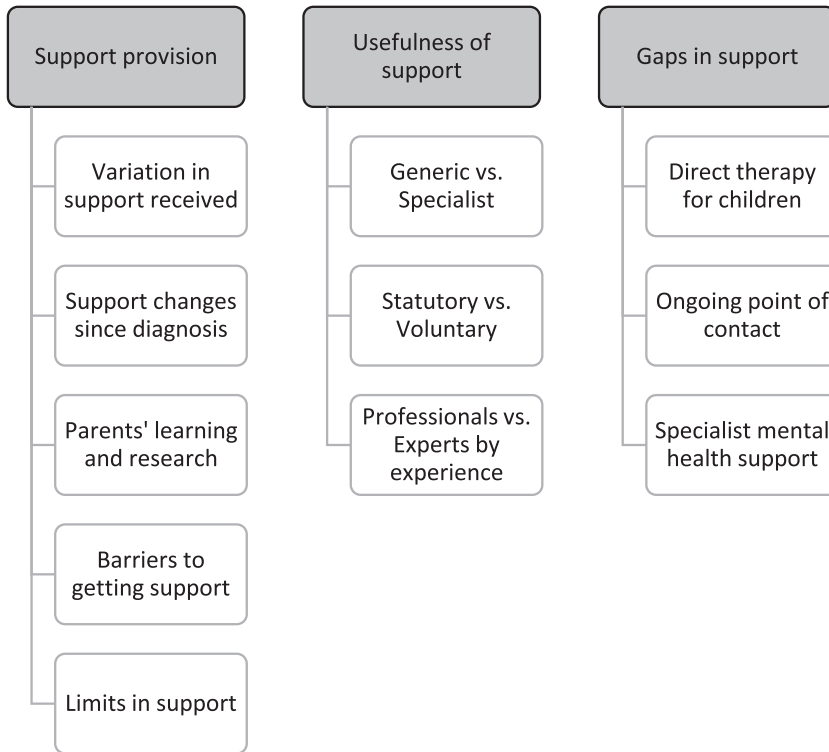 Support provision
Variation in
support received
Support changes
since diagnosis
Parents' learning
and research
Barriers to
getting support
Limits in support
Usefulness of
support
Generic vs.
Specialist
Statutory vs.
Voluntary
Professionals vs.
Experts by
experience
Gaps in support
Direct therapy
for children
Ongoing point of
contact
Specialist mental
health support